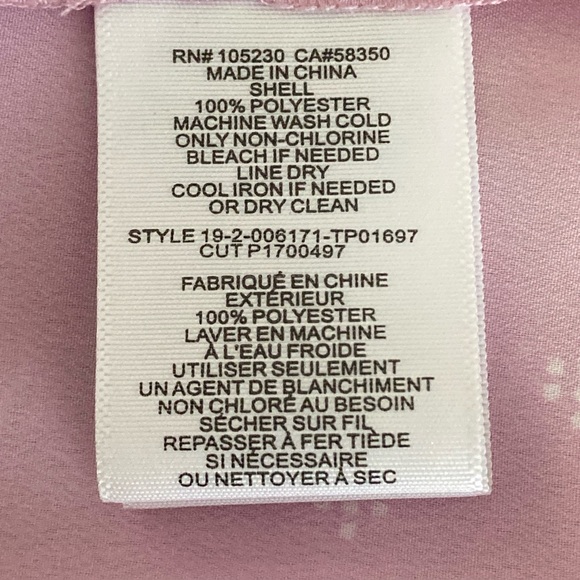 RN# 105230 CA#58350
MADE IN CHINA
SHELL
100% POLYESTER
MACHINE WASH COLD
ONLY NON-CHLORINE
BLEACH IF NEEDED
LINE DRY
COOL IRON IF NEEDED
OR DRY CLEAN
STYLE 19-2-006171-TP01697
CUT P1700497
FABRIQUÉ EN CHINE
EXTÉRIEUR
100% POLYESTER
LAVER EN MACHINE
À L'EAU FROIDE
UTILISER SEULEMENT
UN AGENT DE BLANCHIMENT
NON CHLORÉ AU BESOIN
SÉCHER SUR FIL
REPASSER À FER TIÈDE
SI NÉCESSAIRE
OU NETTOYER À SEC